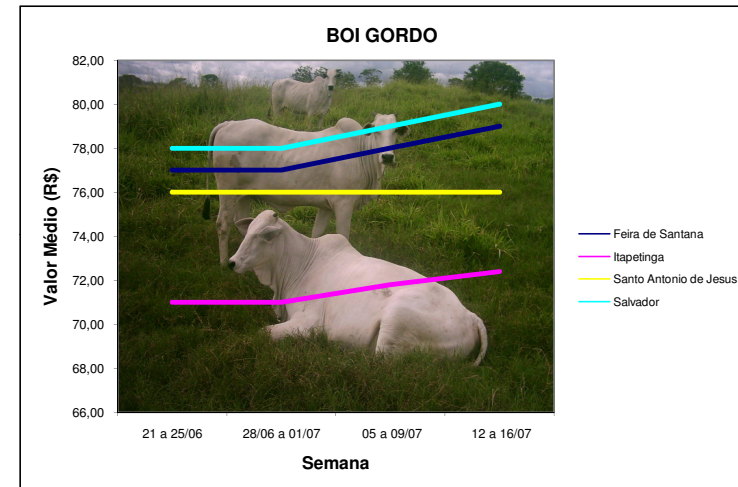 BOI GORDO
82,00
80,00
78,00
76,00
74,00
72,00
70,00
68,00
66,00
Valor Médio (R$)
21 a 25/06
28/06 a 01/07
05 a 09/07
12 a 16/07
Semana
Feira de Santana
Itapetinga
Santo Antonio de Jesus
Salvador